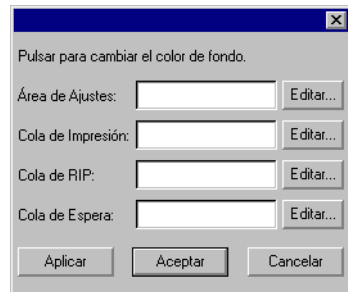 Pulsar para cambiar el color de fondo.
Área de Ajustes: Editar...
Cola de Impresión: Editar...
Cola de RIP: Editar...
Cola de Espera: Editar...
Aplicar Aceptar Cancelar